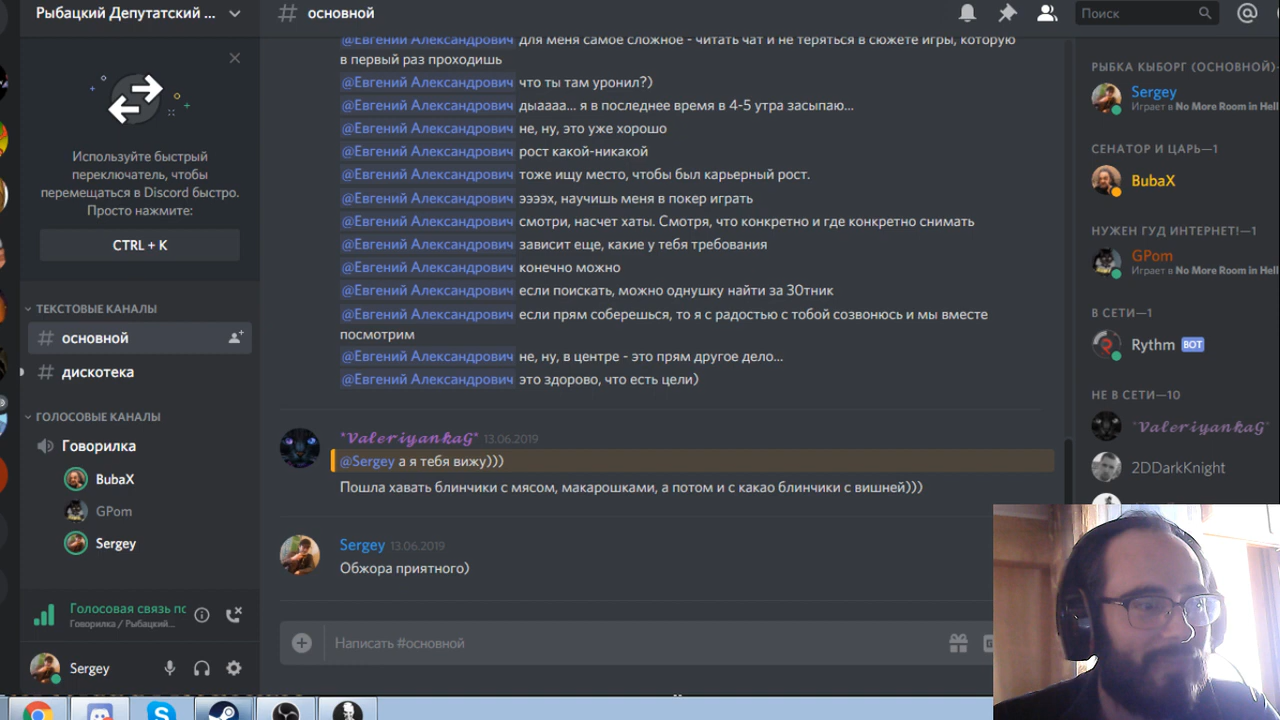 Рыбацкий Депутатский ...
основной
Поиск
Используйте быстрый
переключатель, чтобы
перемещаться в Discord быстро.
Просто нажмите:
CTRL + K
ТЕКСТОВЫЕ КАНАЛЫ
основной
дискотека
ГОЛОСОВЫЕ КАНАЛЫ
Говорилка
BubaX
GPom
Sergey
Голосовая связь пс
Говорилка / Рыбацкий...
Sergey
@Евгений Александрович для меня самое сложное - читать чат и не теряться в сюжете игры, которую
в первый раз проходишь
@Евгений Александрович что ты там уронил?)
@Евгений Александрович дыаааа... я в последнее время в 4-5 утра засыпаю...
@Евгений Александрович не, ну, это уже хорошо
@Евгений Александрович рост какой-никакой
@Евгений Александрович тоже ищу место, чтобы был карьерный рост.
@Евгений Александрович ээээх, научишь меня в покер играть
@Евгений Александрович смотри, насчет хаты. Смотря, что конкретно и где конкретно снимать
@Евгений Александрович зависит еще, какие у тебя требования
@Евгений Александрович конечно можно
@Евгений Александрович если поискать, можно однушку найти за 30тник
@Евгений Александрович если прям соберешься, то я с радостью с тобой созвонюсь и мы вместе
посмотрим
@Евгений Александрович не, ну, в центре - это прям другое дело...
@Евгений Александрович это здорово, что есть цели)
*ValeriyankaG* 13.06.2019
@Sergey а я тебя вижу)))
Пошла хавать блинчики с мясом, макарошками, а потом и с какао блинчики с вишней)))
Sergey 13.06.2019
Обжора приятного)
Написать #основной
РЫБКА КЫБОРГ (ОСНОВНОЙ)-
Sergey
Играет в No More Room in Hell
СЕНАТОР И ЦАРЬ—1
BubaX
НУЖЕН ГУД ИНТЕРНЕТ!—1
GPom
Играет в No More Room in Hell
В СЕТИ—1
Rythm БОТ
НЕ В СЕТИ—10
*ValeriyankaG*
2DDarkKnight